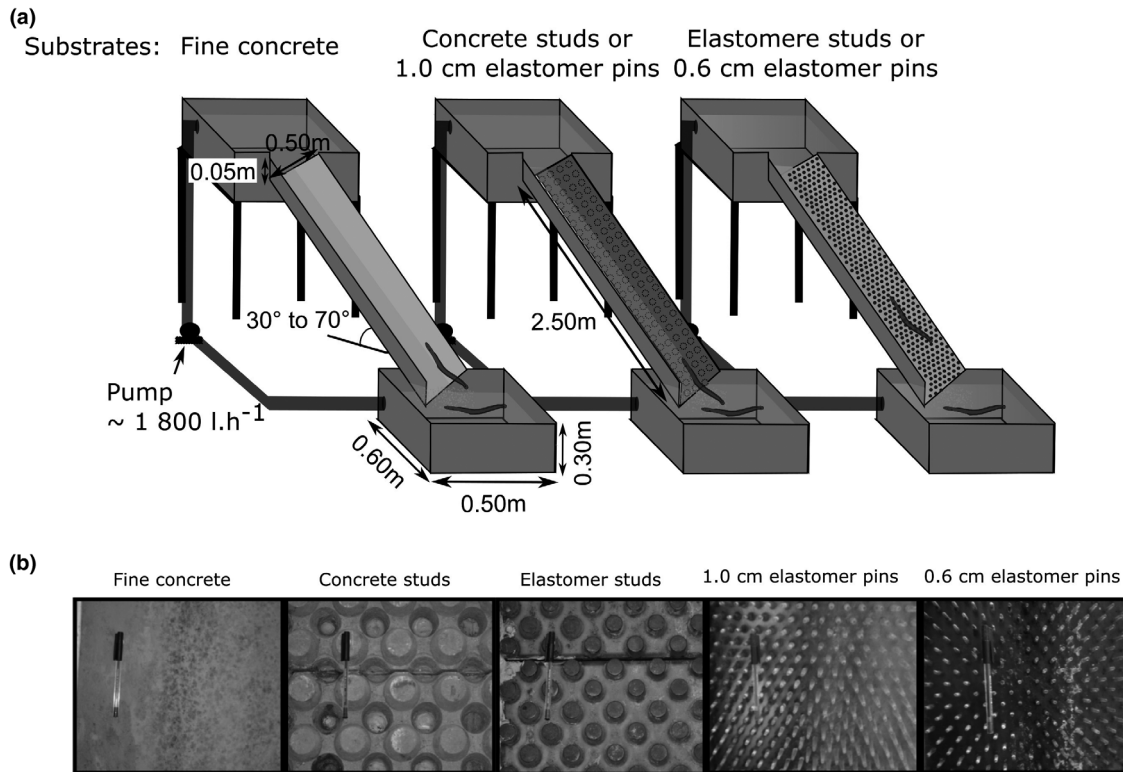 (a)
Substrates: Fine concrete
Concrete studs or
1.0 cm elastomer pins
Elastomere studs or
0.6 cm elastomer pins
0.50m
0.05m
30° to 70°
2.50m
Pump
~ 1 800 l.h-1
0.60m
0.50m
0.30m
(b)
Fine concrete
Concrete studs
Elastomer studs
1.0 cm elastomer pins
0.6 cm elastomer pins